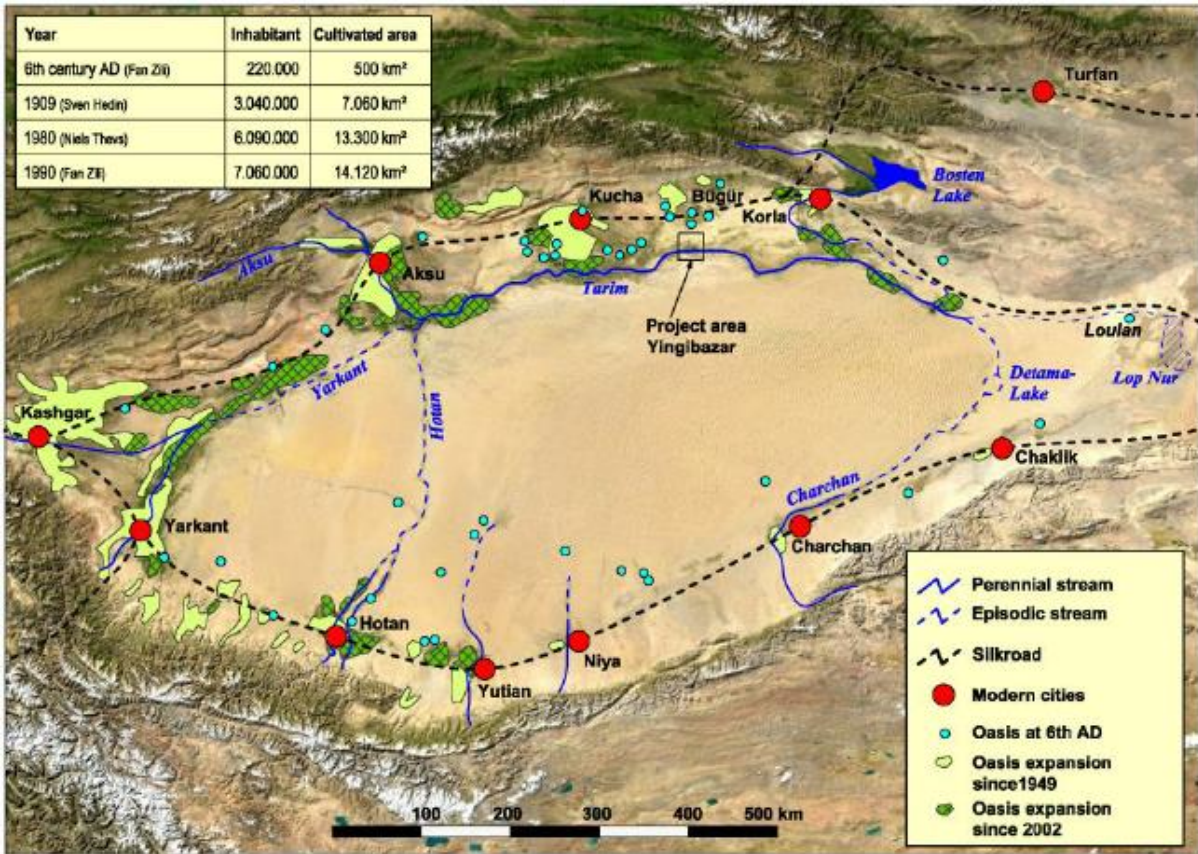 Year Inhabitant Cultivated area
6th century AD (Fan Zili) 220.000 500 km²
1909 (Sven Hedin) 3.040.000 7.060 km²
1980 (Niels Thevs) 6.090.000 13.300 km²
1990 (Fan Zili) 7.060.000 14.120 km²
Turfan
Bosten
Lake
Kucha
Bügür
Korla
Aksu
Aksu
Tarim
Project area
Yingibazar
Loulan
Lop Nur
Detama-
Lake
Yarkant
Kashgar
Hotan
Chaklik
Charchan
Charchan
Yarkant
Hotan
Niya
Yutian
Perennial stream
Episodic stream
Silkroad
Modern cities
Oasis at 6th AD
Oasis expansion
since1949
Oasis expansion
since 2002
100 200 300 400 500 km